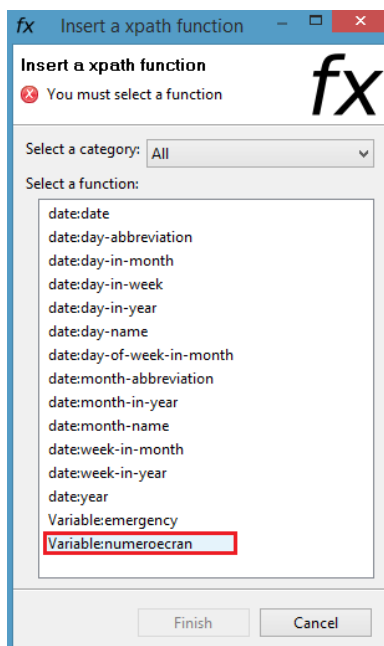 fx Insert a xpath function
Insert a xpath function
You must select a function
fx
Select a category: All
Select a function:
date:date
date:day-abbreviation
date:day-in-month
date:day-in-week
date:day-in-year
date:day-name
date:day-of-week-in-month
date:month-abbreviation
date:month-in-year
date:month-name
date:week-in-month
date:week-in-year
date:year
Variable:emergency
Variable:numeroecran
Finish Cancel